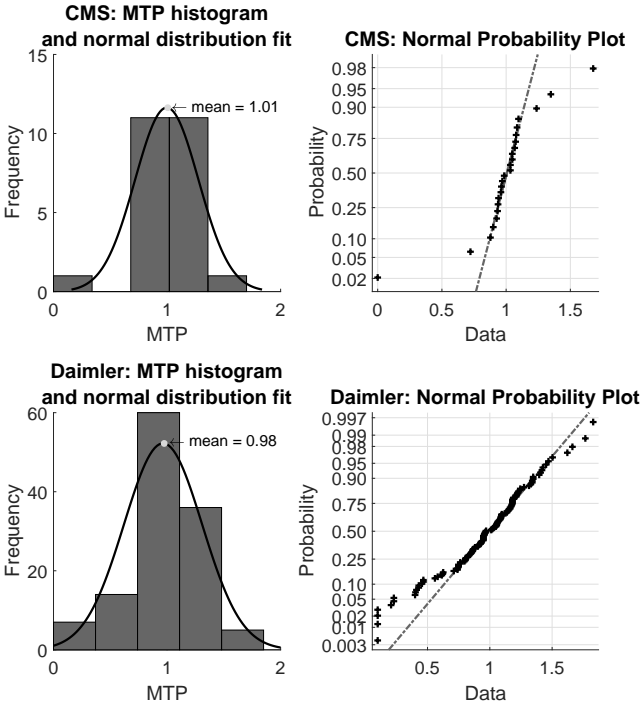 CMS: MTP histogram
and normal distribution fit
15
10
5
0
Frequency
mean = 1.01
0 1 2
MTP
CMS: Normal Probability Plot
0.98
0.95
0.90
0.75
0.50
0.25
0.10
0.05
0.02
Probability
0 0.5 1 1.5
Data
Daimler: MTP histogram
and normal distribution fit
60
40
20
0
Frequency
mean = 0.98
0 1 2
MTP
Daimler: Normal Probability Plot
0.997
0.99
0.98
0.95
0.90
0.75
0.50
0.25
0.10
0.05
0.02
0.01
0.003
Probability
0.5 1 1.5
Data